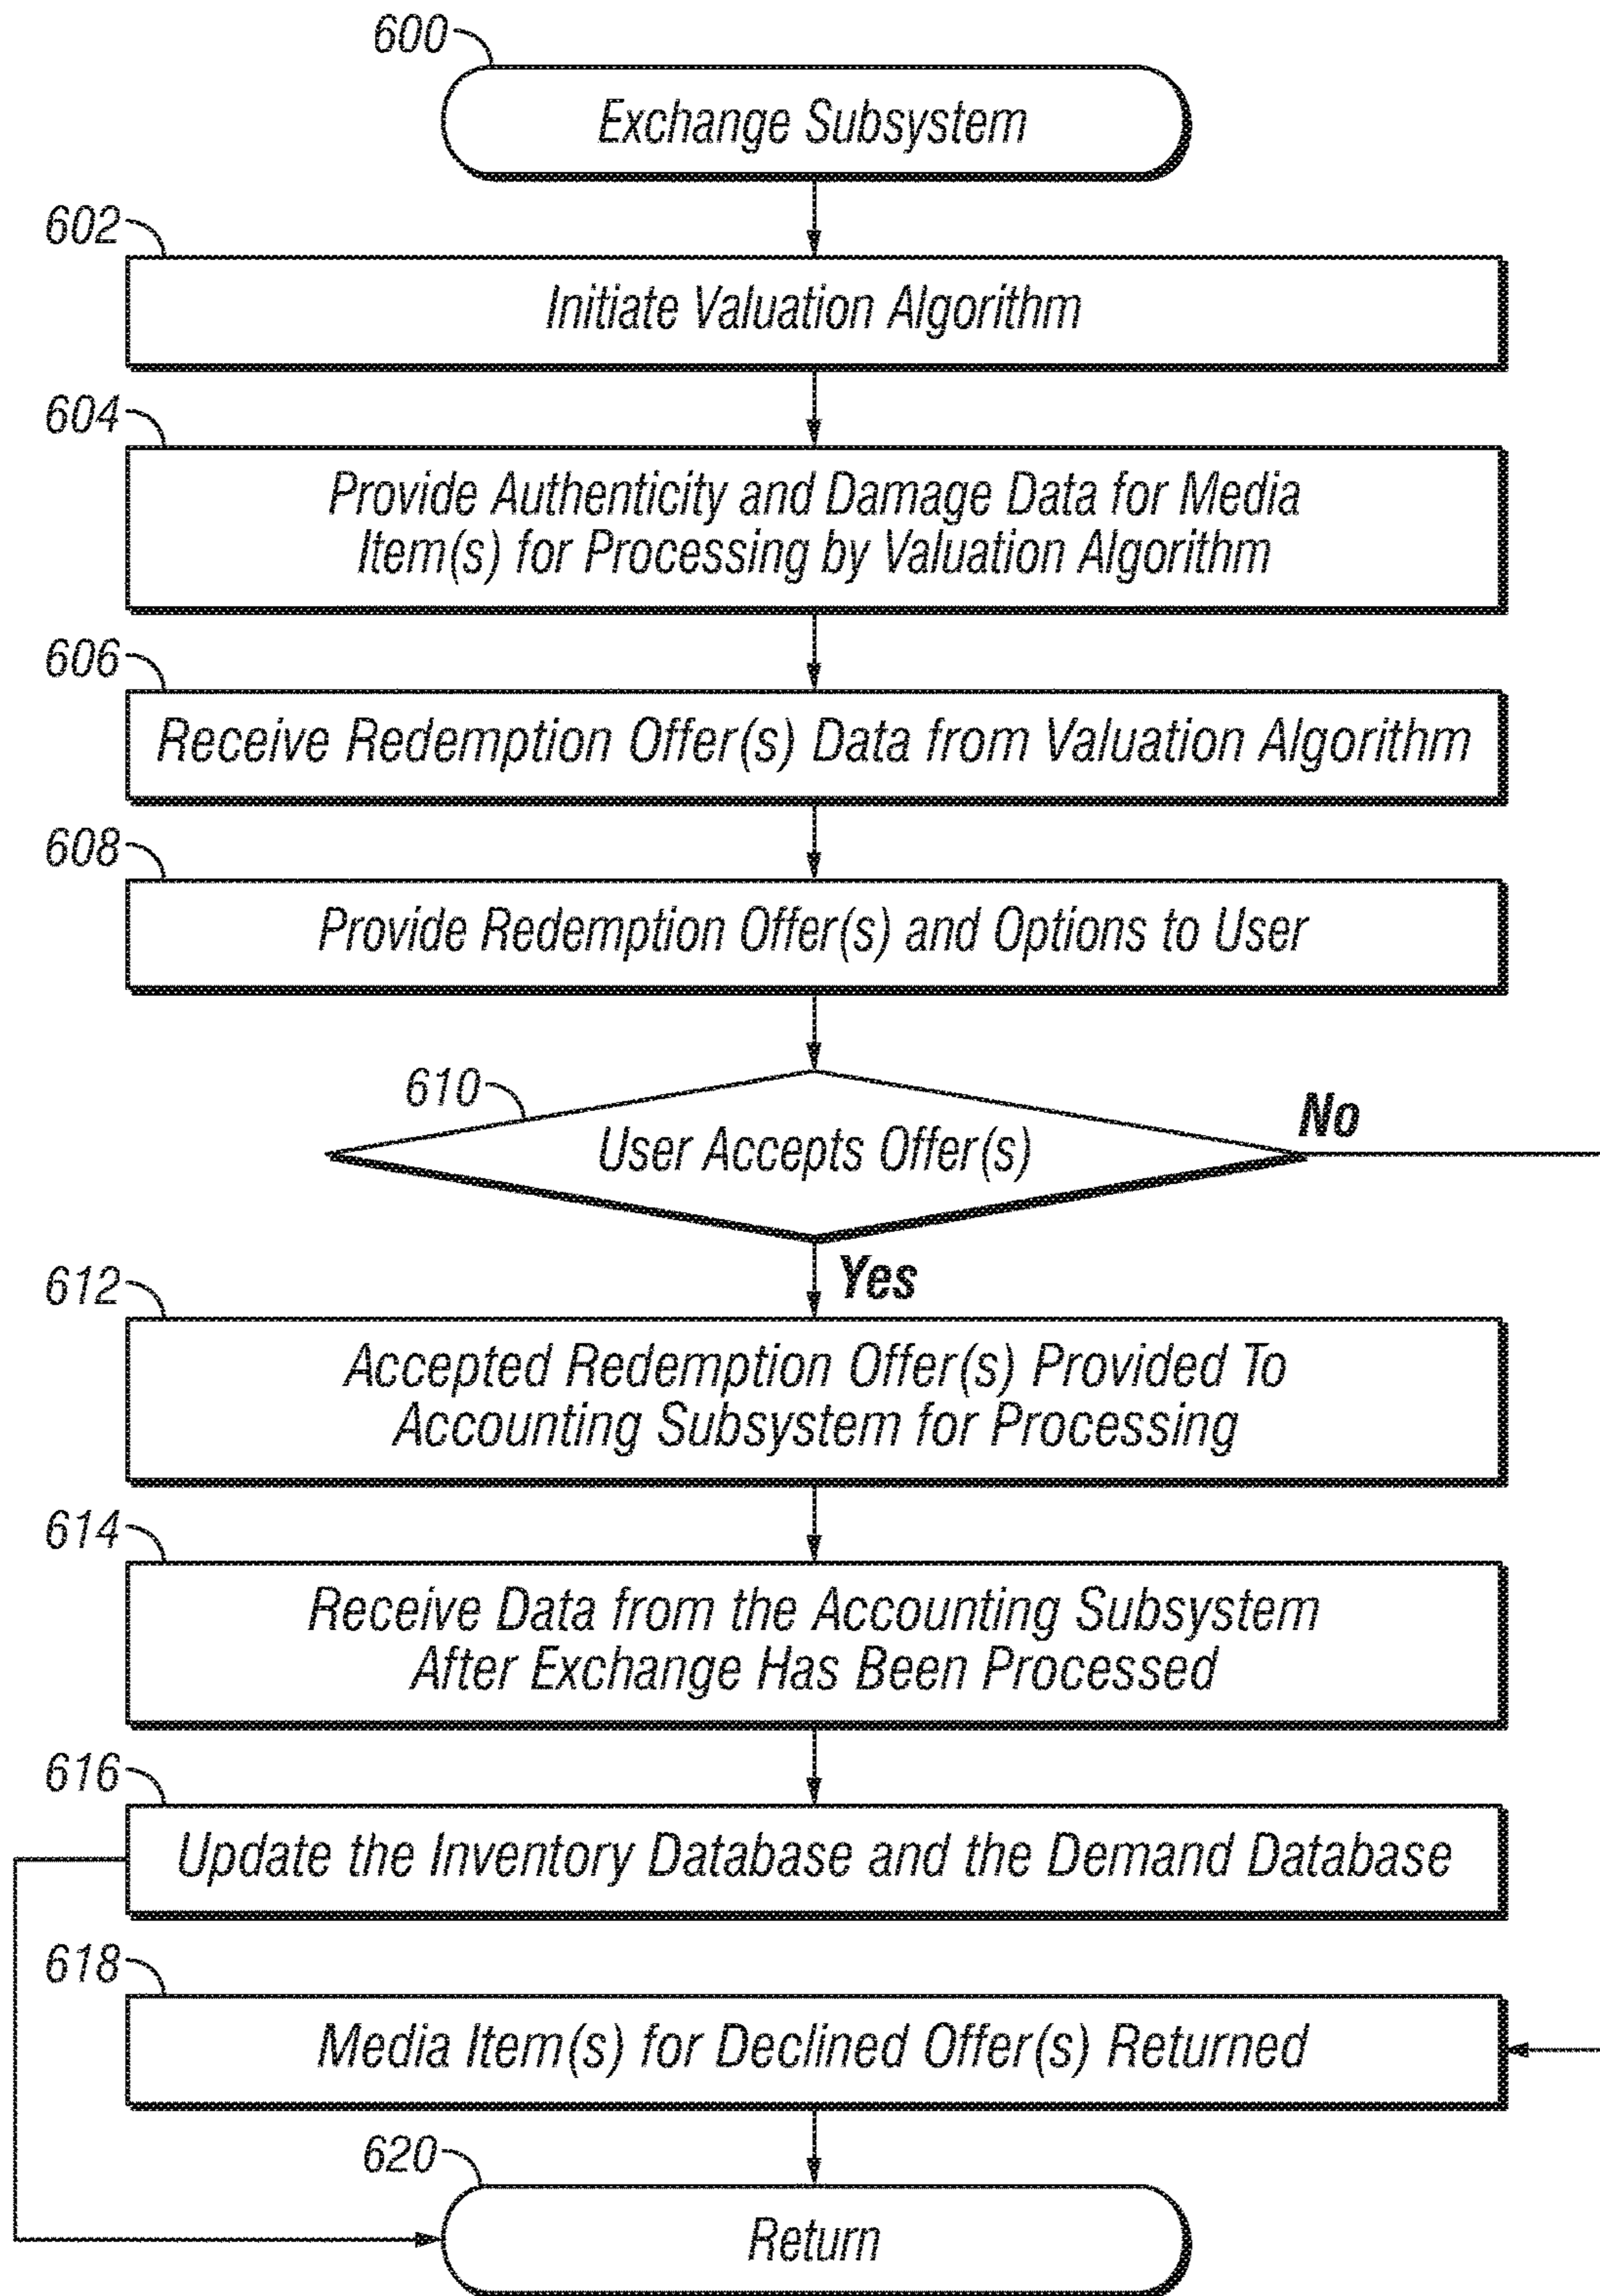 600
Exchange Subsystem
602
Initiate Valuation Algorithm
604
Provide Authenticity and Damage Data for Media
Item(s) for Processing by Valuation Algorithm
606
Receive Redemption Offer(s) Data from Valuation Algorithm
608
Provide Redemption Offer(s) and Options to User
610
User Accepts Offer(s)
No
Yes
612
Accepted Redemption Offer(s) Provided To
Accounting Subsystem for Processing
614
Receive Data from the Accounting Subsystem
After Exchange Has Been Processed
616
Update the Inventory Database and the Demand Database
618
Media Item(s) for Declined Offer(s) Returned
620
Return